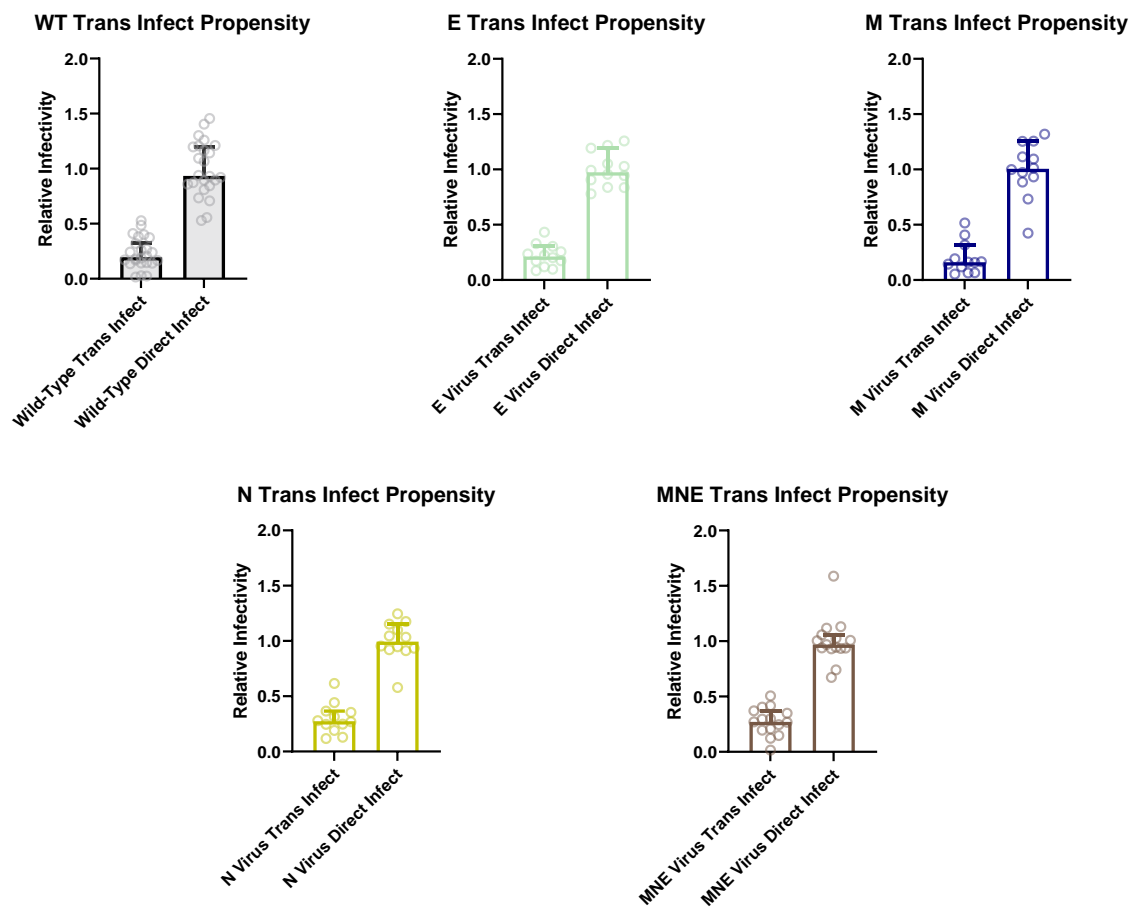 WT Trans Infect Propensity
E Trans Infect Propensity
M Trans Infect Propensity
Relative Infectivity
2.0
1.5
1.0
0.5
0.0
Wild-Type Trans Infect
Wild-Type Direct Infect
Relative Infectivity
2.0
1.5
1.0
0.5
0.0
E Virus Trans Infect
E Virus Direct Infect
Relative Infectivity
2.0
1.5
1.0
0.5
0.0
M Virus Trans Infect
M Virus Direct Infect
N Trans Infect Propensity
MNE Trans Infect Propensity
Relative Infectivity
2.0
1.5
1.0
0.5
0.0
N Virus Trans Infect
N Virus Direct Infect
Relative Infectivity
2.0
1.5
1.0
0.5
0.0
MNE Virus Trans Infect
MNE Virus Direct Infect